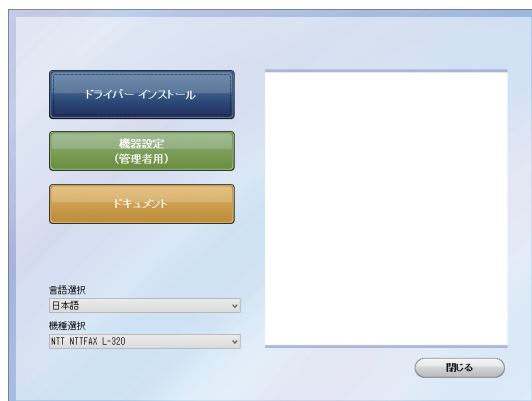 ドライバー インストール
機器設定
(管理者用)
ドキュメント
言語選択
日本語
機種選択
NTT NTTFAX L-320
閉じる